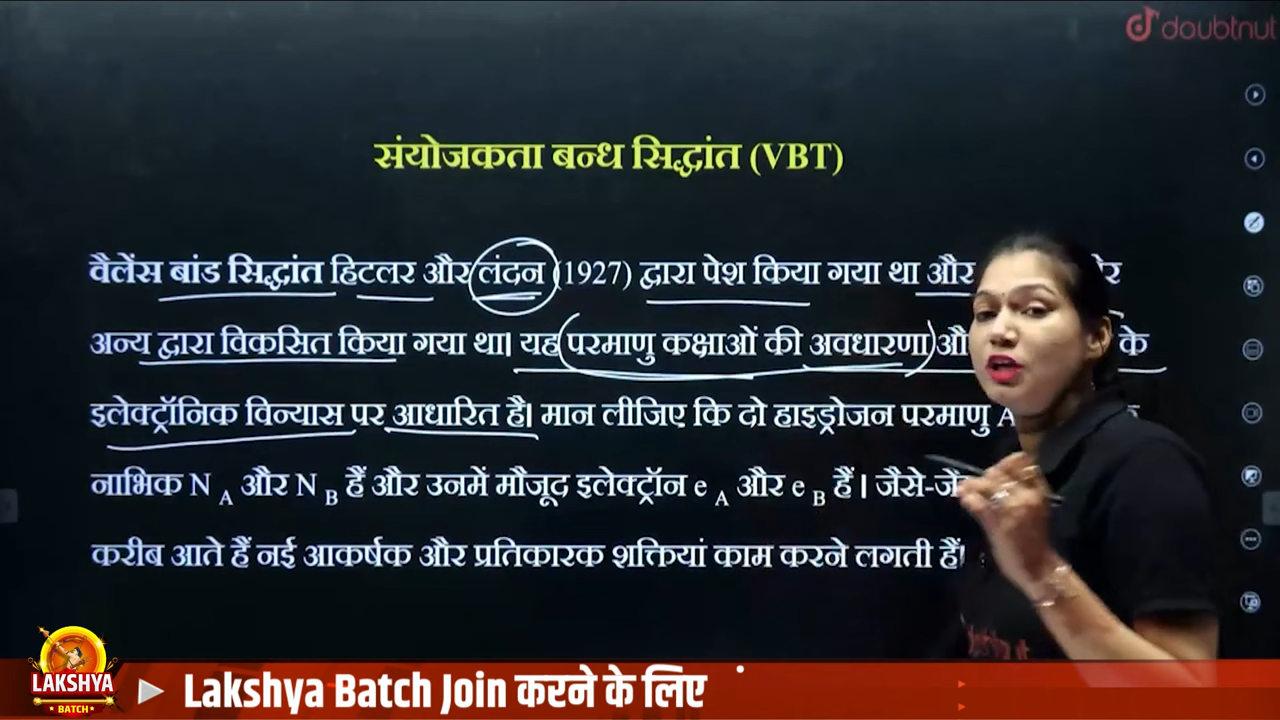 doubtnut
संयोजकता बन्ध सिद्धांत (VBT)
वैलेंस बांड सिद्धांत हिटलर और लंदन (1927) द्वारा पेश किया गया था और
अन्य द्वारा विकसित किया गया था। यह परमाणु कक्षाओं की अवधारणा के
इलेक्ट्रॉनिक विन्यास पर आधारित है। मान लीजिए कि दो हाइड्रोजन परमाणु A
नाभिक N A और N B हैं और उनमें मौजूद इलेक्ट्रॉन e A और e B हैं ।
करीब आते हैं नई आकर्षक और प्रतिकारक शक्तियां काम करने लगती हैं।
LAKSHYA
BATCH
Lakshya Batch Join करने के लिए